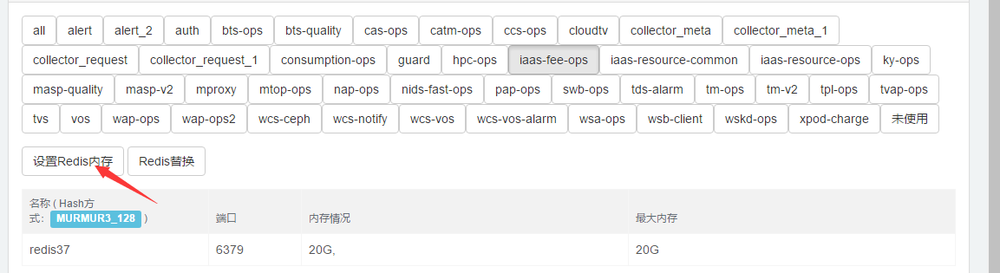 all alert alert_2 auth bts-ops bts-quality cas-ops catm-ops ccs-ops cloudtv collector_meta collector_meta_1
collector_request collector_request_1 consumption-ops guard hpc-ops iaas-fee-ops iaas-resource-common iaas-resource-ops ky-ops
masp-quality masp-v2 mproxy mtop-ops nap-ops nids-fast-ops pap-ops swb-ops tds-alarm tm-ops tm-v2 tpl-ops tvap-ops
tvs vos wap-ops wap-ops2 wcs-ceph wcs-notify wcs-vos wcs-vos-alarm wsa-ops wsb-client wskd-ops xpod-charge 未使用
设置Redis内存 Redis替换
名称 ( Hash方
式: MURMUR3_128 ) 端口 内存情况 最大内存
redis37 6379 20G, 20G